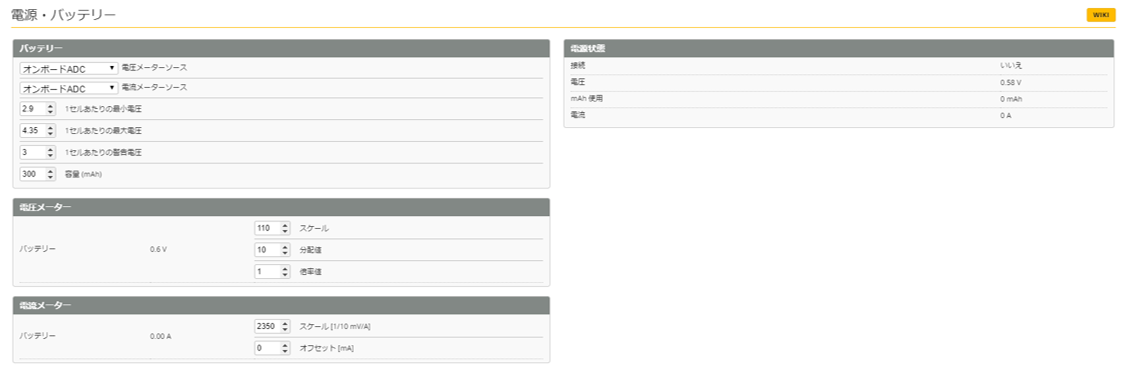 電源・バッテリー
WIKI
バッテリー
オンボードADC 電圧メーターソース
オンボードADC 電流メーターソース
2.9 1セルあたりの最小電圧
4.35 1セルあたりの最大電圧
3 1セルあたりの警告電圧
300 容量 (mAh)
電圧メーター
バッテリー 0.6 V
110 スケール
10 分配値
1 倍率値
電流メーター
バッテリー 0.00 A
2350 スケール [1/10 mV/A]
0 オフセット [mA]
電源状態
接続 いいえ
電圧 0.58 V
mAh 使用 0 mAh
電流 0 A